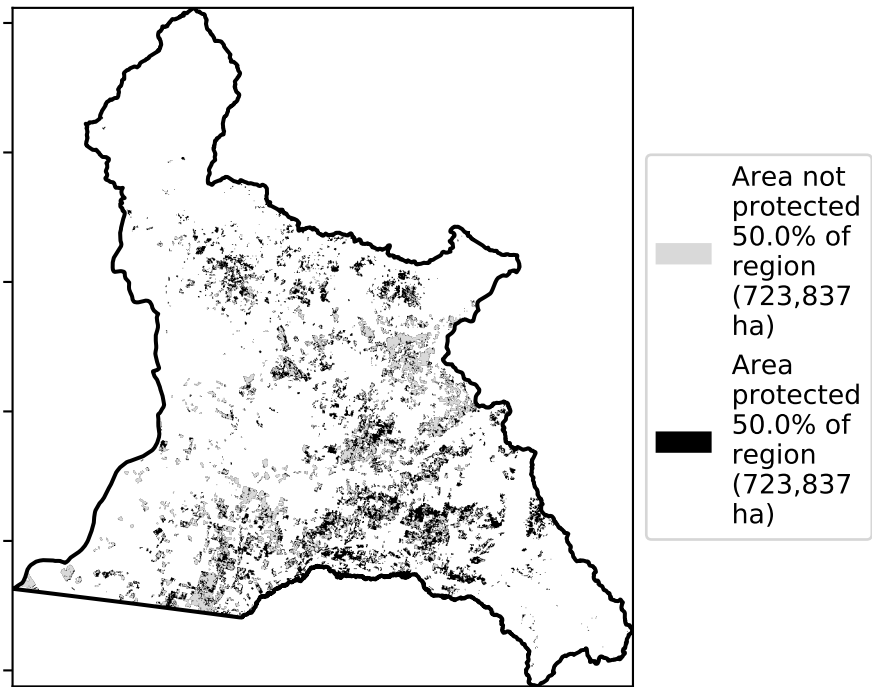 Area not
protected
50.0% of
region
(723,837
ha)
Area
protected
50.0% of
region
(723,837
ha)